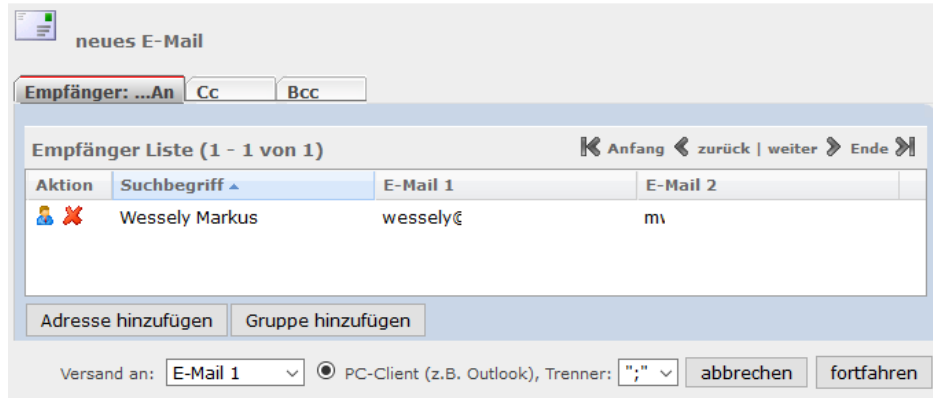 neues E-Mail
Empfänger: ...An Cc Bcc
Empfänger Liste (1 - 1 von 1) Anfang zurück | weiter Ende
Aktion Suchbegriff E-Mail 1 E-Mail 2
Wessely Markus wessely@
Adresse hinzufügen Gruppe hinzufügen
Versand an: E-Mail 1 PC-Client (z.B. Outlook), Trenner: ";" abbrechen fortfahren